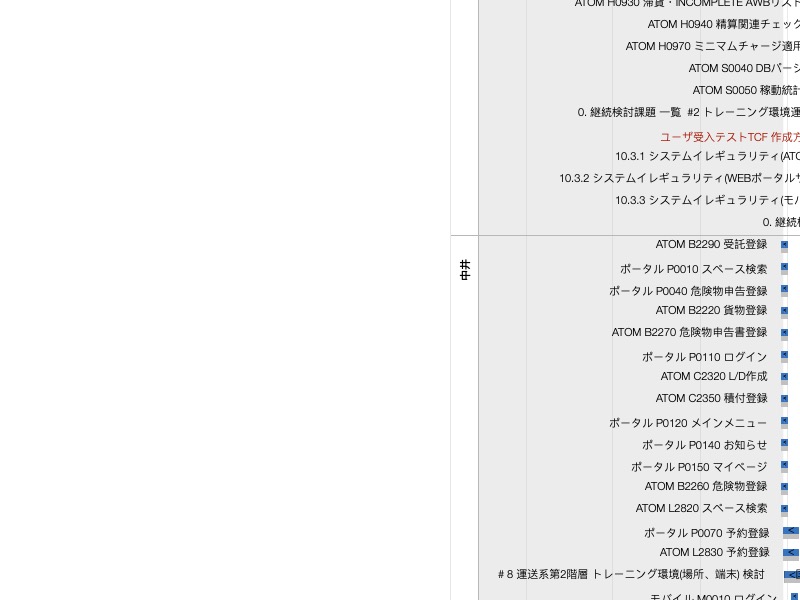 ATOM H0930 滞貨・INCOMPLETE AWBリスト
ATOM H0940 精算関連チェック
ATOM H0970 ミニマムチャージ適用
ATOM S0040 DBバージ
ATOM S0050 稼動統計
0. 継続検討課題 一覧 #2 トレーニング環境運
ユーザ受入テストTCF 作成方
10.3.1 システムイレギュラリティ(ATO
10.3.2 システムイレギュラリティ(WEBポータルサ
10.3.3 システムイレギュラリティ(モバ
0. 継続検
中井
ATOM B2290 受託登録
ポータル P0010 スペース検索
ポータル P0040 危険物申告登録
ATOM B2220 貨物登録
ATOM B2270 危険物申告書登録
ポータル P0110 ログイン
ATOM C2320 L/D作成
ATOM C2350 積付登録
ポータル P0120 メインメニュー
ポータル P0140 お知らせ
ポータル P0150 マイページ
ATOM B2260 危険物登録
ATOM L2820 スペース検索
ポータル P0070 予約登録
ATOM L2830 予約登録
# 8 運送系第2階層 トレーニング環境(場所、端末) 検討
モバイル M0010 ログイン